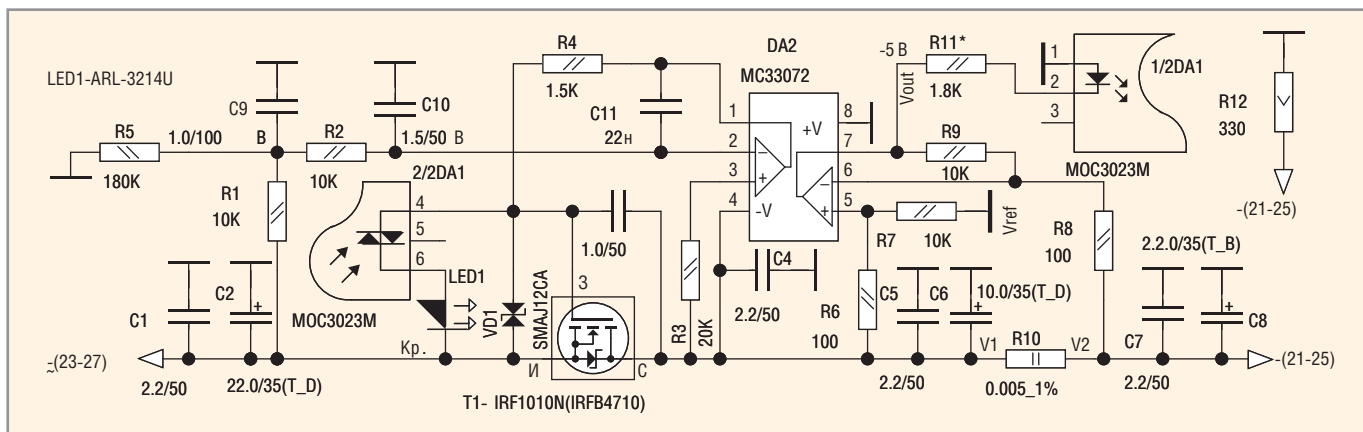 LED1-ARL-3214U
R5
180K
1.0/100
C9
B
R2
10K
C10
1.5/50 B
R1
10K
2/2DA1
4
5
6
MOC3023M
LED1
C1
2.2/50
C2
+
22.0/35(T_D)
~(23-27)
Кр.
R4
1.5K
C11
22н
1.0/50
VD1
SMAJ12CA
З
И
С
T1- IRF1010N(IRFB4710)
R3
20K
DA2
MC33072
1
2
3
4
8
7
6
5
+V
-V
C4
2.2/50
-5 В
Vout
R11*
1.8K
R9
10K
R7
10K
Vref
R6
100
C5
C6
+
10.0/35(T_D)
2.2/50
V1
R10
V2
0.005_1%
R8
100
1
2
3
1/2DA1
MOC3023M
R12
330
-(21-25)
2.2.0/35(T_B)
C7
2.2/50
+
C8
-(21-25)